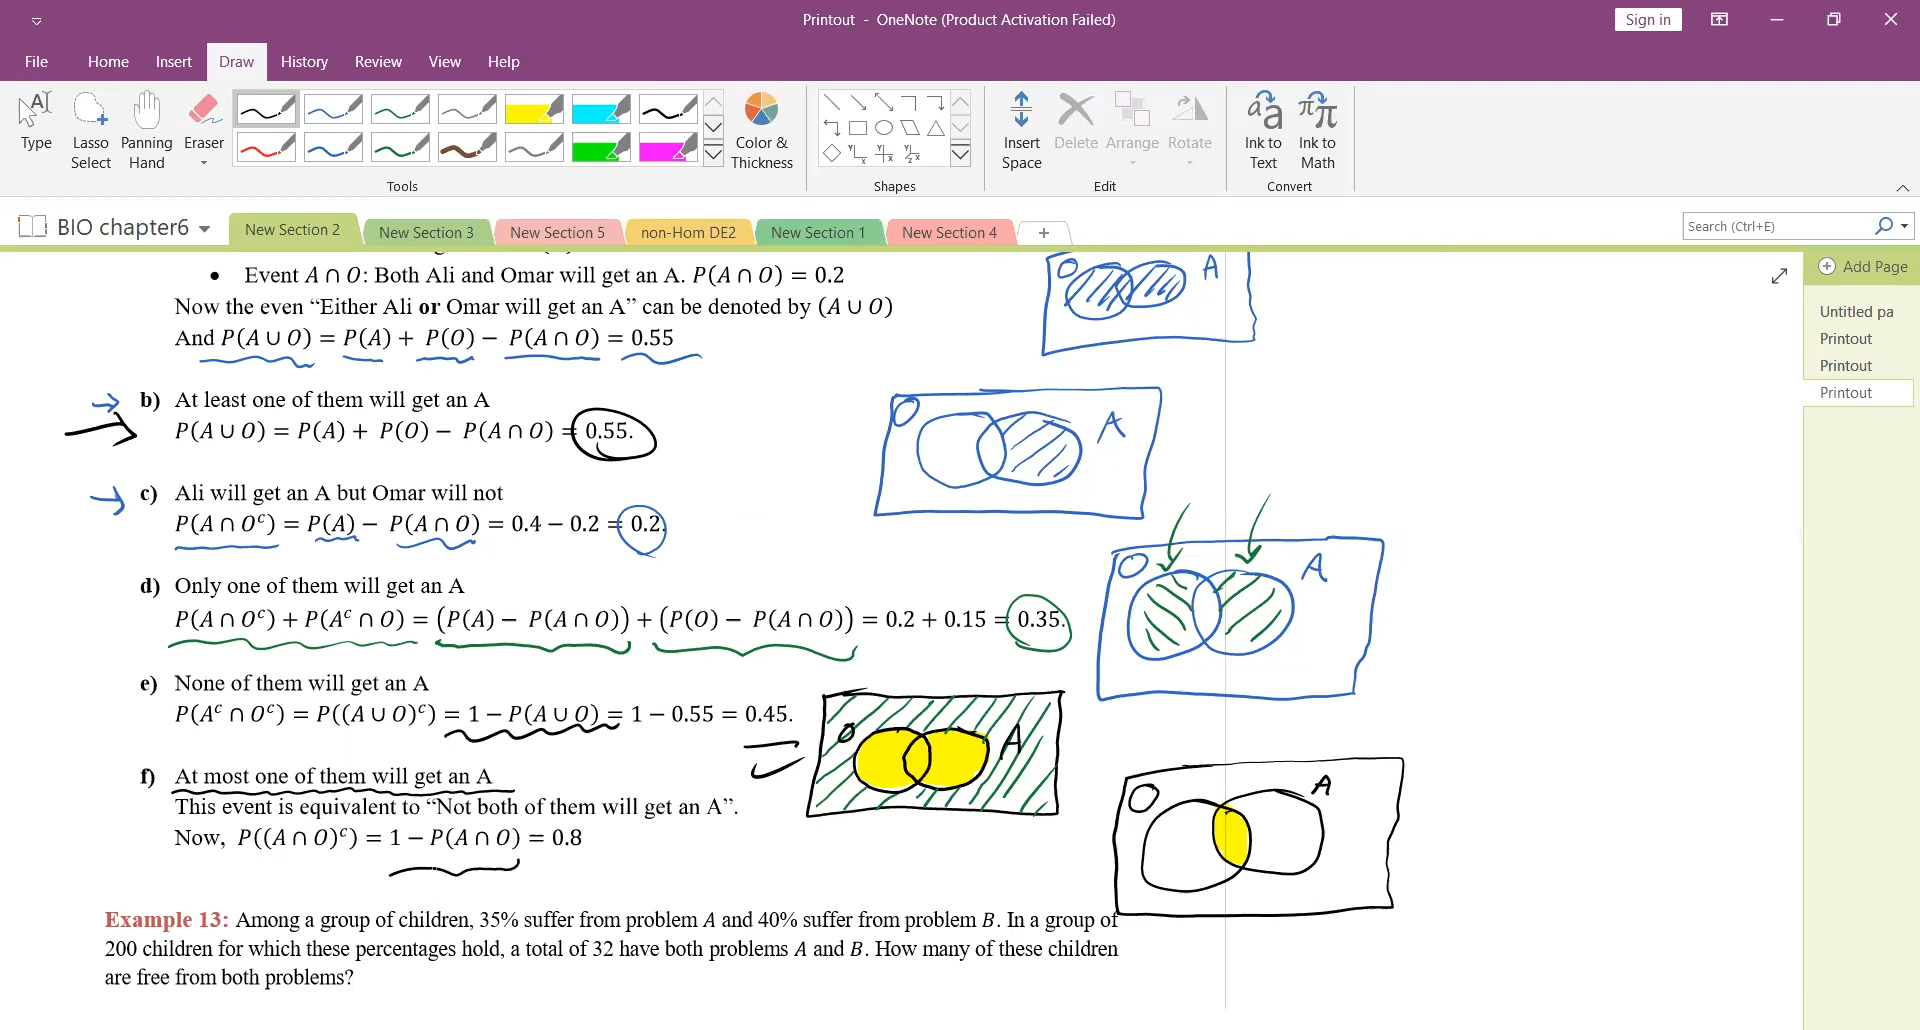 Printout - OneNote (Product Activation Failed)
Sign in
File Home Insert Draw History Review View Help
Type
Lasso Select
Panning Hand
Eraser
Color & Thickness
Insert Space
Delete
Arrange
Rotate
Ink to Text
Ink to Math
Tools
Shapes
Edit
Convert
BIO chapter6
New Section 2
New Section 3
New Section 5
non-Hom DE2
New Section 1
New Section 4
Search (Ctrl+E)
Add Page
Untitled pa
Printout
Printout
Printout
• Event A ∩ O: Both Ali and Omar will get an A. P(A ∩ O) = 0.2
Now the even “Either Ali or Omar will get an A” can be denoted by (A ∪ O)
And P(A ∪ O) = P(A) + P(O) − P(A ∩ O) = 0.55
O A
b) At least one of them will get an A
P(A ∪ O) = P(A) + P(O) − P(A ∩ O) = 0.55.
O A
c) Ali will get an A but Omar will not
P(A ∩ Oᶜ) = P(A) − P(A ∩ O) = 0.4 − 0.2 = 0.2.
d) Only one of them will get an A
P(A ∩ Oᶜ) + P(Aᶜ ∩ O) = (P(A) − P(A ∩ O)) + (P(O) − P(A ∩ O)) = 0.2 + 0.15 = 0.35.
O A
e) None of them will get an A
P(Aᶜ ∩ Oᶜ) = P((A ∪ O)ᶜ) = 1 − P(A ∪ O) = 1 − 0.55 = 0.45.
O A
f) At most one of them will get an A
This event is equivalent to “Not both of them will get an A”.
Now, P((A ∩ O)ᶜ) = 1 − P(A ∩ O) = 0.8
O A
Example 13: Among a group of children, 35% suffer from problem A and 40% suffer from problem B. In a group of
200 children for which these percentages hold, a total of 32 have both problems A and B. How many of these children
are free from both problems?